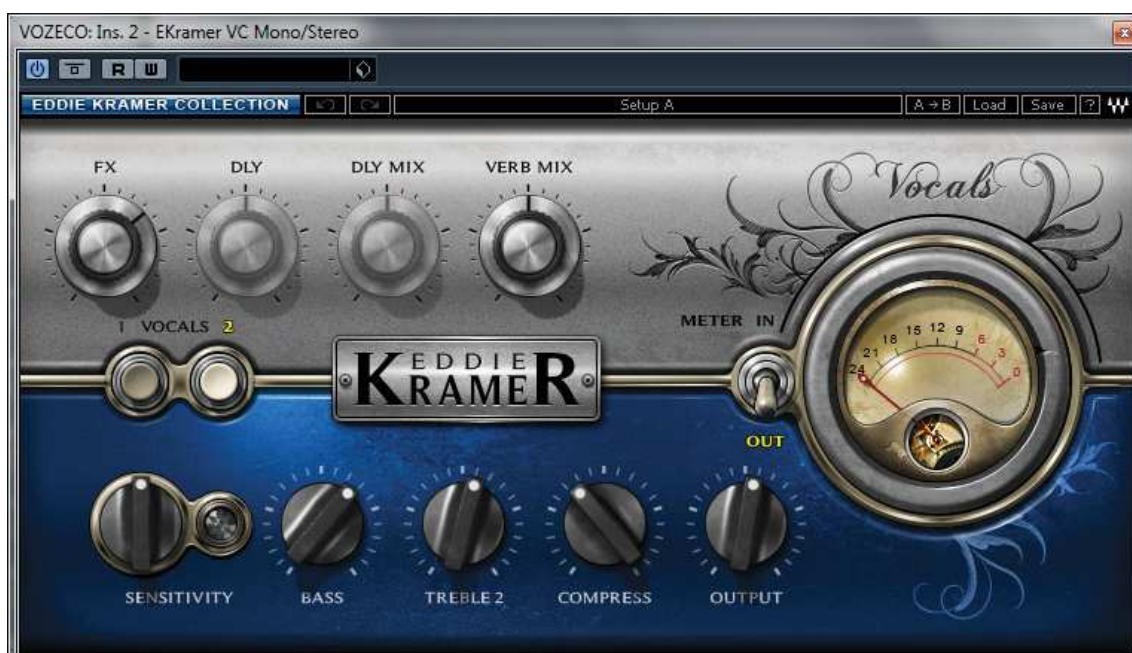 VOZECO: Ins. 2 - EKramer VC Mono/Stereo
R W
EDDIE KRAMER COLLECTION Setup A A→B Load Save ?
FX DLY DLY MIX VERB MIX
Vocals
METER IN
1 VOCALS 2
EDDIE
KRAMER
24 21 18 15 12 9 6 3 0
OUT
SENSITIVITY BASS TREBLE 2 COMPRESS OUTPUT